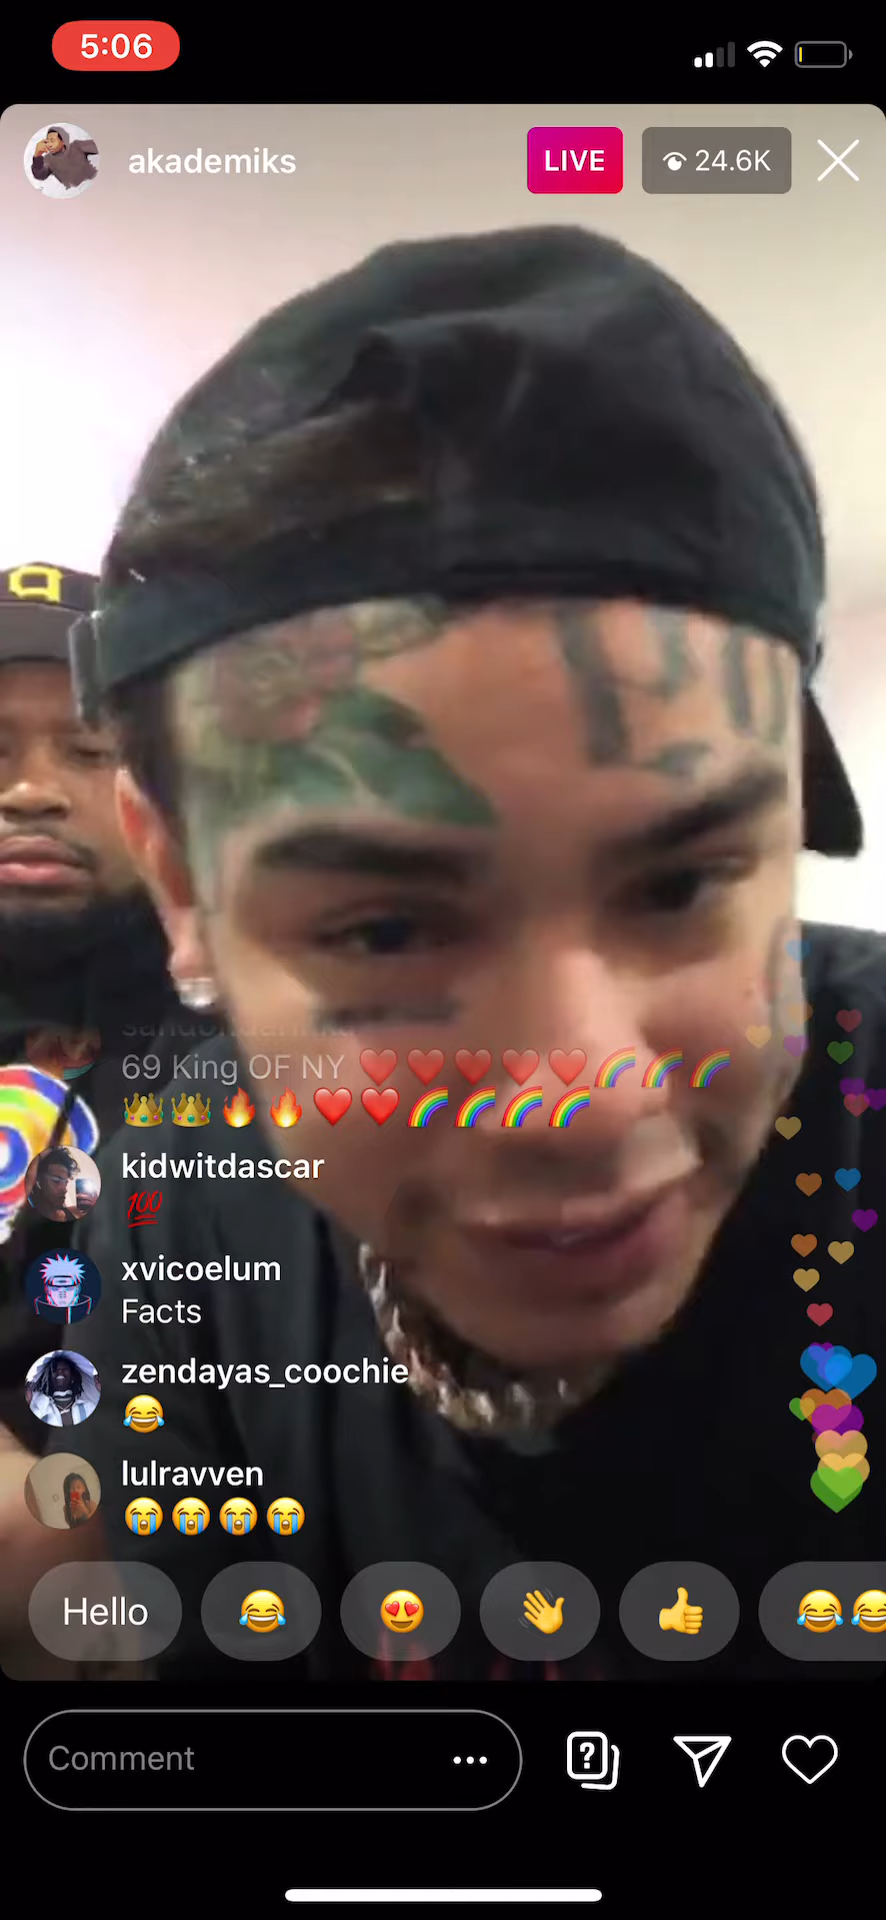 5:06
akademiks
LIVE
24.6K
69 King OF NY ❤️❤️❤️❤️❤️🌈🌈🌈
👑👑🔥🔥❤️❤️🌈🌈🌈🌈
kidwitdascar
💯
xvicoelum
Facts
zendayas_coochie
😂
lulravven
😭😭😭😭
Hello 😂 😍 👋 👍 😂😂
Comment